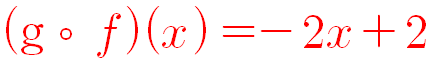 (g ∘ f)(x) = −2x + 2